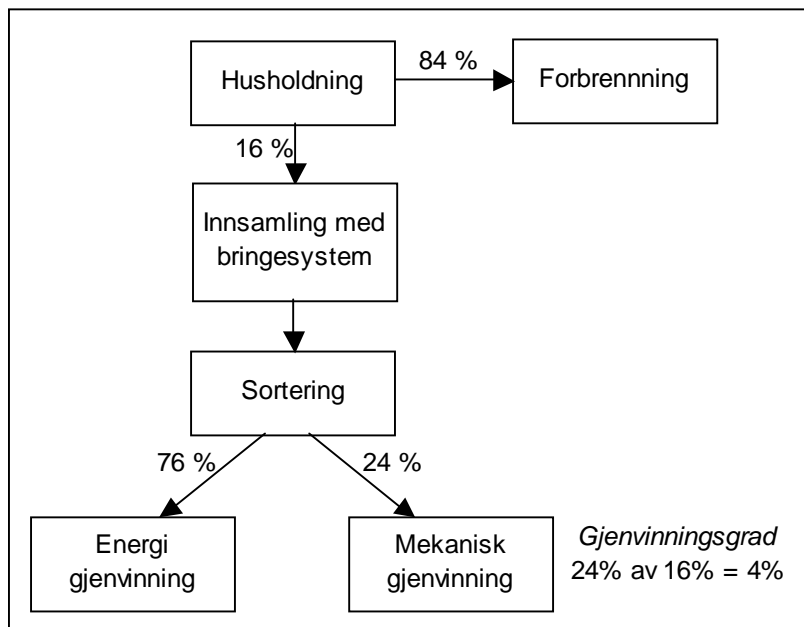 Husholdning
84 %
Forbrennning
16 %
Innsamling med
bringesystem
Sortering
76 %
24 %
Energi
gjenvinning
Mekanisk
gjenvinning
Gjenvinningsgrad
24% av 16% = 4%